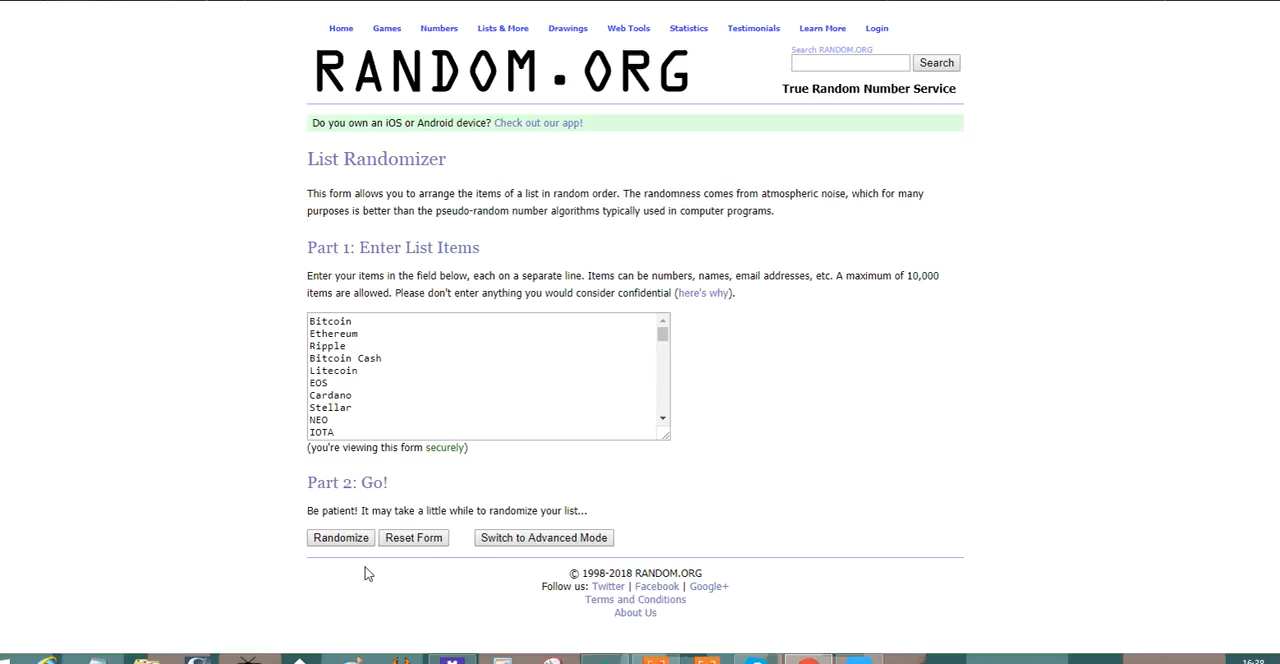 Home Games Numbers Lists & More Drawings Web Tools Statistics Testimonials Learn More Login
RANDOM.ORG
Search RANDOM.ORG
Search
True Random Number Service
Do you own an iOS or Android device? Check out our app!
List Randomizer
This form allows you to arrange the items of a list in random order. The randomness comes from atmospheric noise, which for many
purposes is better than the pseudo-random number algorithms typically used in computer programs.
Part 1: Enter List Items
Enter your items in the field below, each on a separate line. Items can be numbers, names, email addresses, etc. A maximum of 10,000
items are allowed. Please don't enter anything you would consider confidential (here's why).
Bitcoin
Ethereum
Ripple
Bitcoin Cash
Litecoin
EOS
Cardano
Stellar
NEO
IOTA
(you're viewing this form securely)
Part 2: Go!
Be patient! It may take a little while to randomize your list...
Randomize Reset Form Switch to Advanced Mode
© 1998-2018 RANDOM.ORG
Follow us: Twitter | Facebook | Google+
Terms and Conditions
About Us